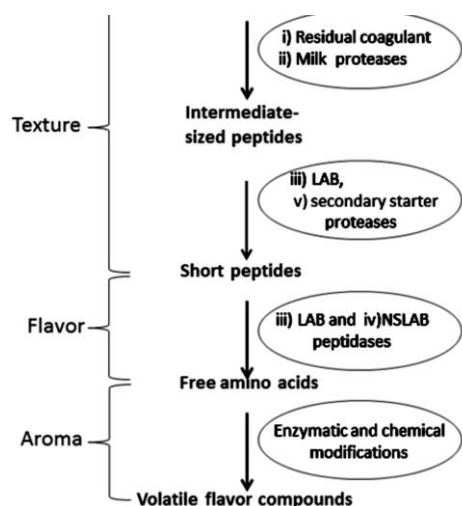 i) Residual coagulant
ii) Milk proteases
Texture
Intermediate-
sized peptides
iii) LAB,
v) secondary starter
proteases
Short peptides
Flavor
iii) LAB and iv)NSLAB
peptidases
Free amino acids
Aroma
Enzymatic and chemical
modifications
Volatile flavor compounds